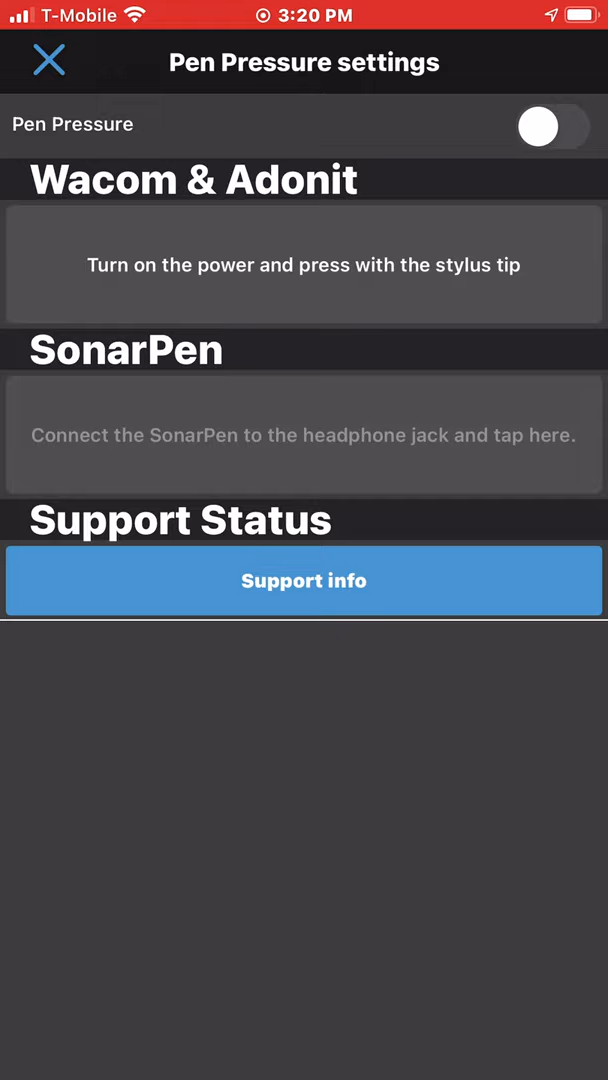 T-Mobile 3:20 PM
Pen Pressure settings
Pen Pressure
Wacom & Adonit
Turn on the power and press with the stylus tip
SonarPen
Connect the SonarPen to the headphone jack and tap here.
Support Status
Support info